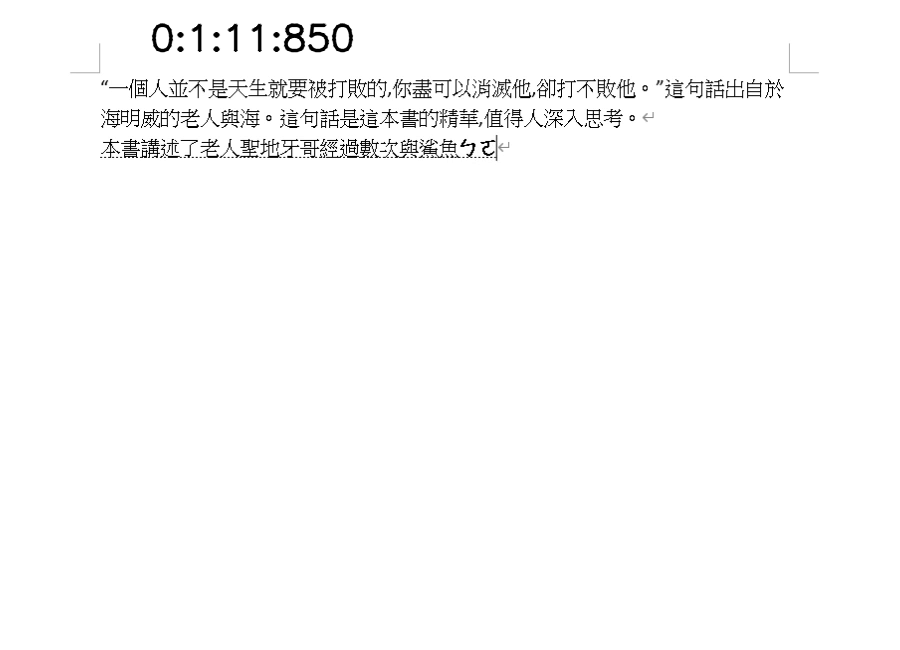 0:1:11:850
“一個人並不是天生就要被打敗的,你盡可以消滅他,卻打不敗他。”這句話出自於
海明威的老人與海。這句話是這本書的精華,值得人深入思考。
本書講述了老人聖地牙哥經過數次與鯊魚ㄅㄛ